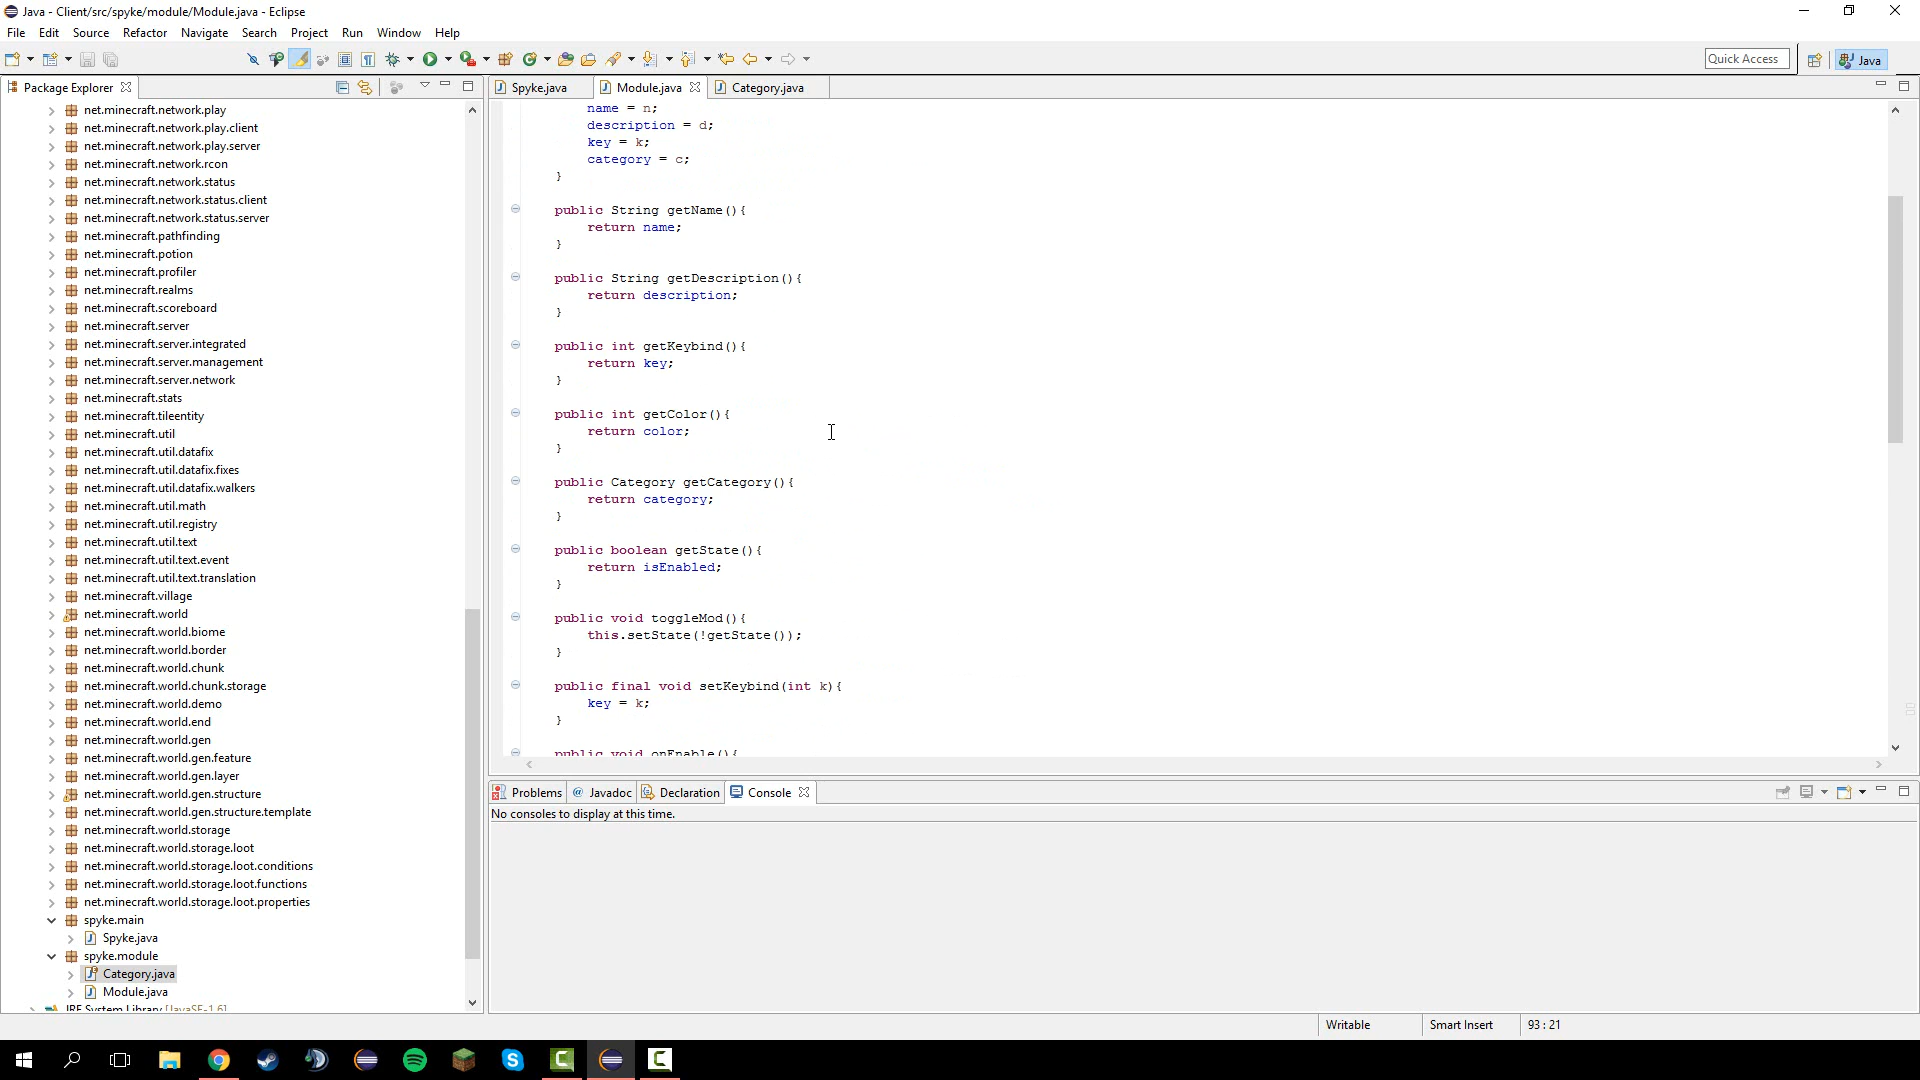 Java - Client/src/spyke/module/Module.java - Eclipse
File Edit Source Refactor Navigate Search Project Run Window Help
Quick Access
Java
Package Explorer
net.minecraft.network.play
net.minecraft.network.play.client
net.minecraft.network.play.server
net.minecraft.network.rcon
net.minecraft.network.status
net.minecraft.network.status.client
net.minecraft.network.status.server
net.minecraft.pathfinding
net.minecraft.potion
net.minecraft.profiler
net.minecraft.realms
net.minecraft.scoreboard
net.minecraft.server
net.minecraft.server.integrated
net.minecraft.server.management
net.minecraft.server.network
net.minecraft.stats
net.minecraft.tileentity
net.minecraft.util
net.minecraft.util.datafix
net.minecraft.util.datafix.fixes
net.minecraft.util.datafix.walkers
net.minecraft.util.math
net.minecraft.util.registry
net.minecraft.util.text
net.minecraft.util.text.event
net.minecraft.util.text.translation
net.minecraft.village
net.minecraft.world
net.minecraft.world.biome
net.minecraft.world.border
net.minecraft.world.chunk
net.minecraft.world.chunk.storage
net.minecraft.world.demo
net.minecraft.world.end
net.minecraft.world.gen
net.minecraft.world.gen.feature
net.minecraft.world.gen.layer
net.minecraft.world.gen.structure
net.minecraft.world.gen.structure.template
net.minecraft.world.storage
net.minecraft.world.storage.loot
net.minecraft.world.storage.loot.conditions
net.minecraft.world.storage.loot.functions
net.minecraft.world.storage.loot.properties
spyke.main
Spyke.java
spyke.module
Category.java
Module.java
JRE System Library [JavaSE-1.6]
Spyke.java Module.java Category.java
name = n;
description = d;
key = k;
category = c;
}
public String getName(){
return name;
}
public String getDescription(){
return description;
}
public int getKeybind(){
return key;
}
public int getColor(){
return color;
}
public Category getCategory(){
return category;
}
public boolean getState(){
return isEnabled;
}
public void toggleMod(){
this.setState(!getState());
}
public final void setKeybind(int k){
key = k;
}
public void onEnable(){
Problems Javadoc Declaration Console
No consoles to display at this time.
Writable Smart Insert 93 : 21